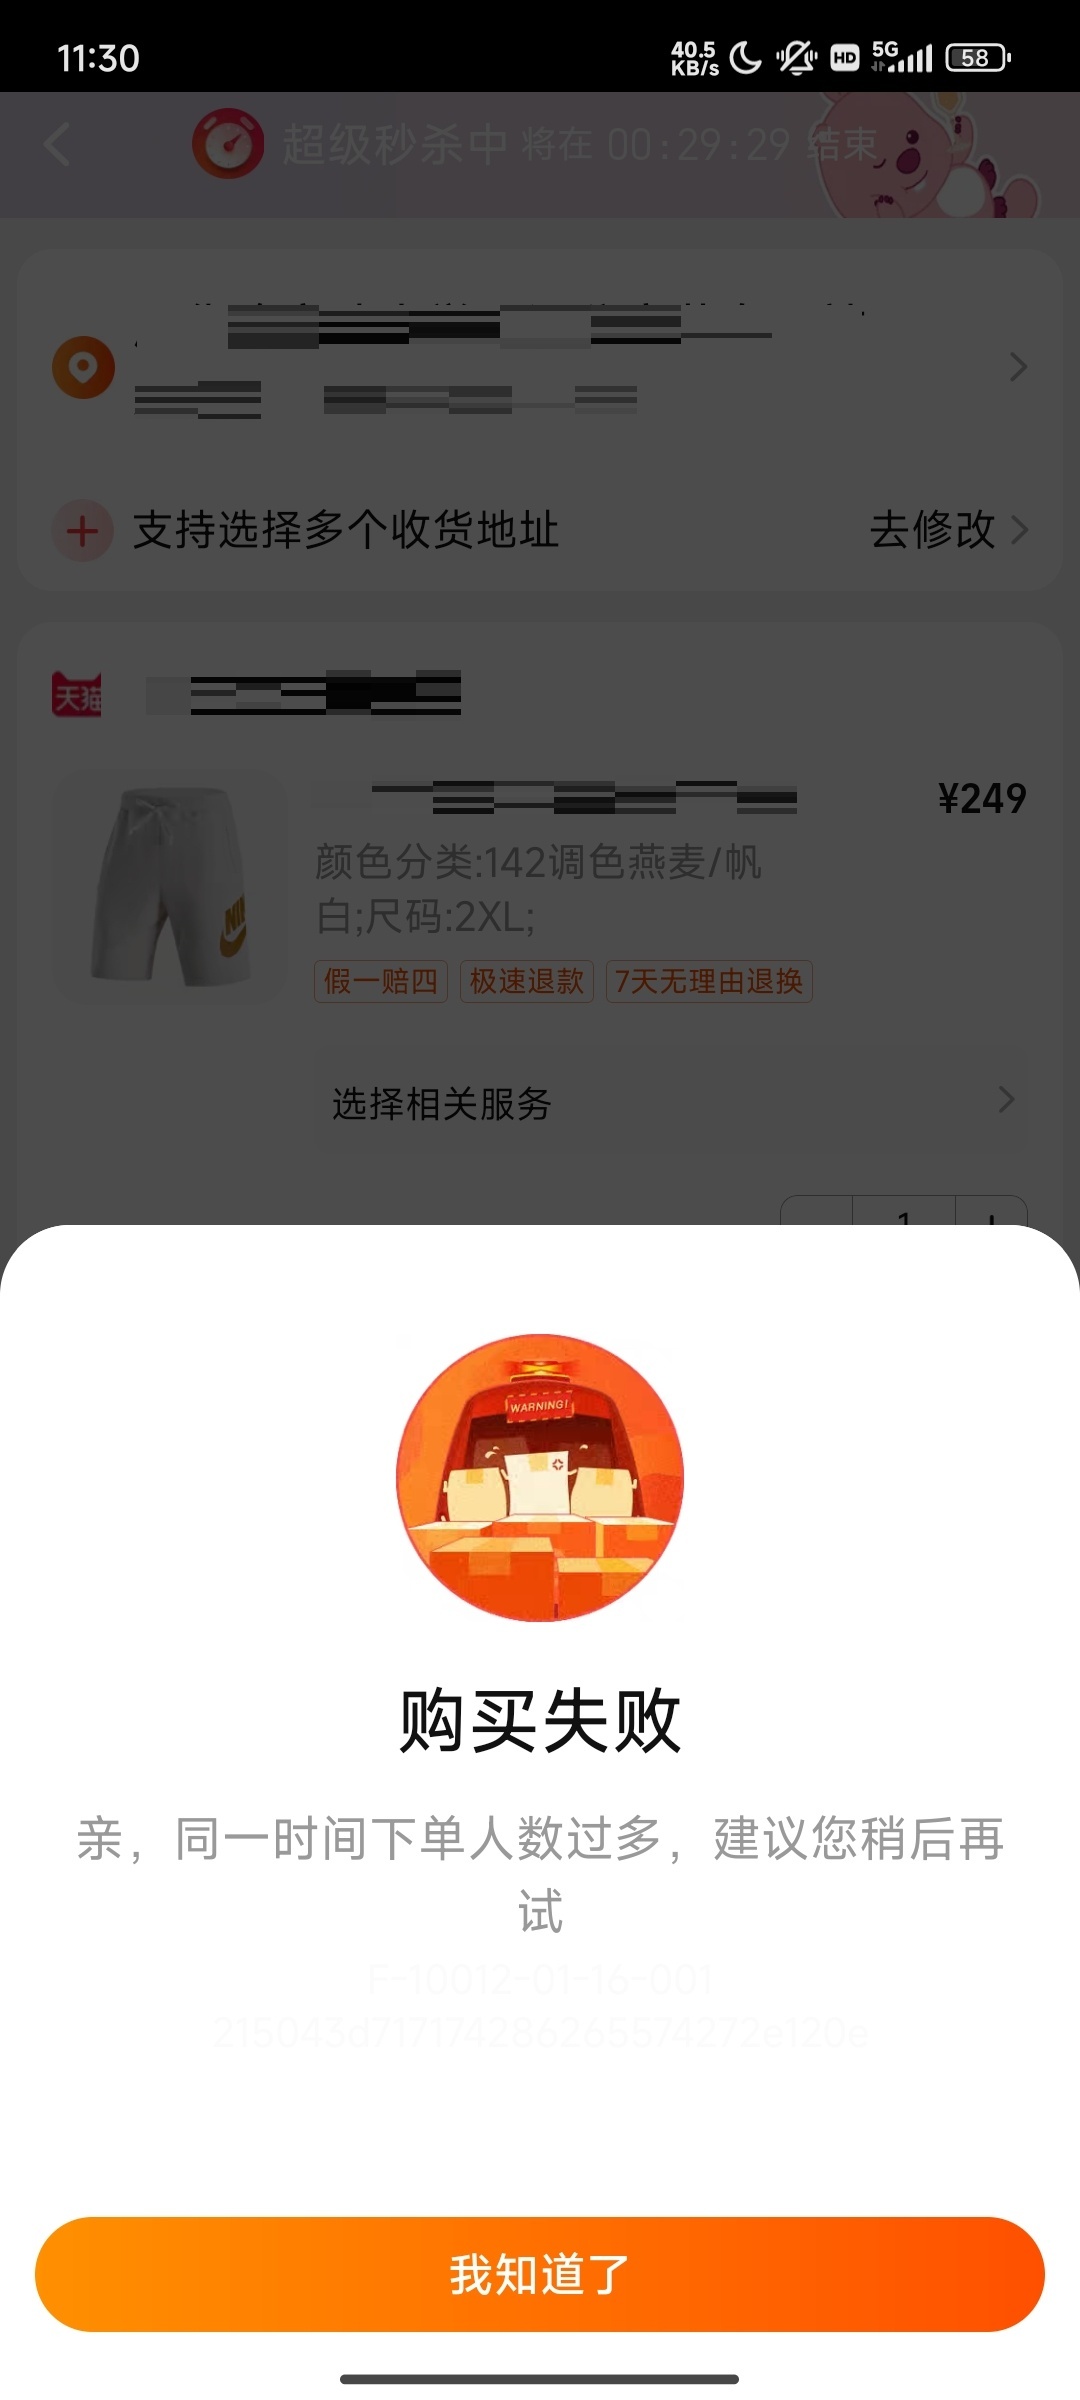 11:30
40.5
KB/s
HD
5G
58
超级秒杀中 将在 00:29:29 结束
支持选择多个收货地址
去修改
天猫
¥249
颜色分类:142调色燕麦/帆
白;尺码:2XL;
假一赔四
极速退款
7天无理由退换
选择相关服务
1
WARNING!
购买失败
亲，同一时间下单人数过多，建议您稍后再
试
F-10012-01-16-001
215043d717174286265574272e120e
我知道了